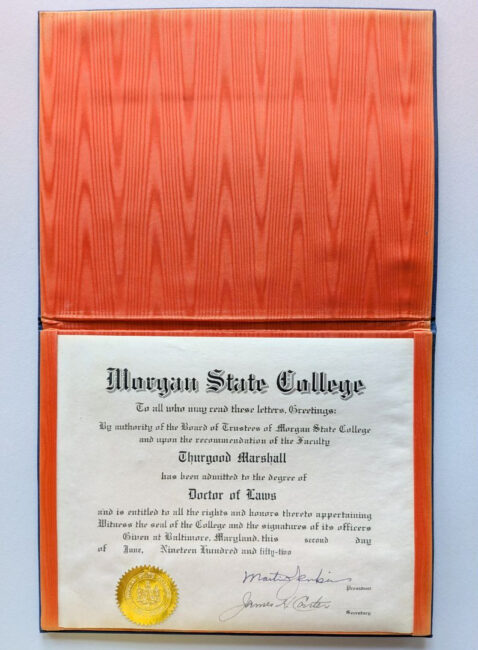 Morgan State College
To all who may read these letters, Greetings:
By authority of the Board of Trustees of Morgan State College
and upon the recommendation of the Faculty
Thurgood Marshall
has been admitted to the degree of
Doctor of Laws
and is entitled to all the rights and honors thereto appertaining
Witness the seal of the College and the signatures of its officers
Given at Baltimore, Maryland, this second day
of June, Nineteen Hundred and fifty-two
Martin Jenkins
President
James H. Carter
Secretary